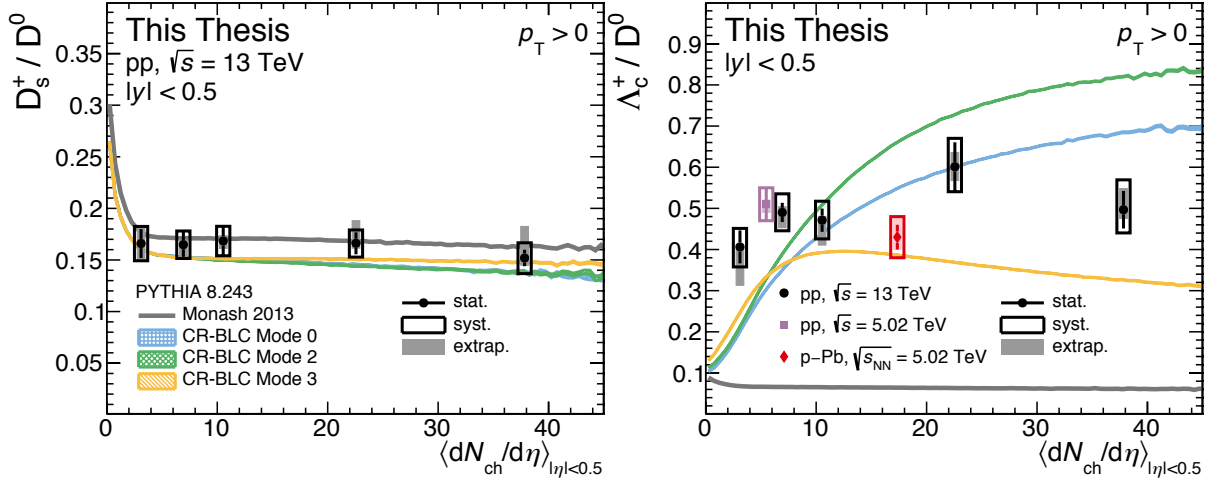 D_s^+ / D^0
This Thesis
pp, √s = 13 TeV
|y| < 0.5
p_T > 0
0.35
0.3
0.25
0.2
0.15
0.1
0.05
PYTHIA 8.243
Monash 2013
CR-BLC Mode 0
CR-BLC Mode 2
CR-BLC Mode 3
stat.
syst.
extrap.
0 10 20 30 40
⟨dN_ch/dη⟩_|η|<0.5
Λ_c^+ / D^0
This Thesis
|y| < 0.5
p_T > 0
0.9
0.8
0.7
0.6
0.5
0.4
0.3
0.2
0.1
pp, √s = 13 TeV
pp, √s = 5.02 TeV
p–Pb, √s_NN = 5.02 TeV
stat.
syst.
extrap.
0 10 20 30 40
⟨dN_ch/dη⟩_|η|<0.5